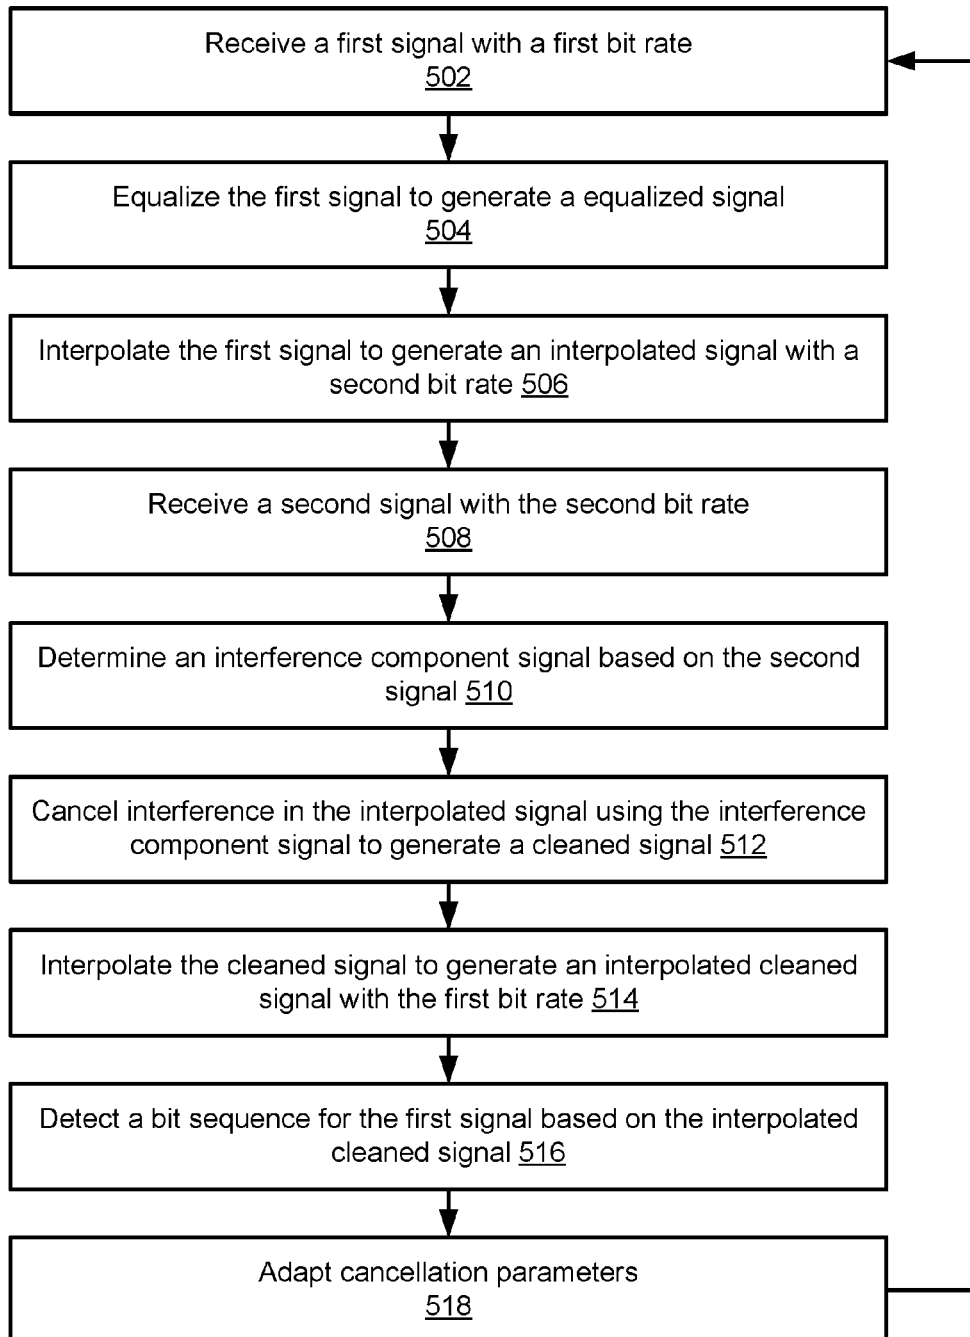 Receive a first signal with a first bit rate
502
Equalize the first signal to generate a equalized signal
504
Interpolate the first signal to generate an interpolated signal with a
second bit rate 506
Receive a second signal with the second bit rate
508
Determine an interference component signal based on the second
signal 510
Cancel interference in the interpolated signal using the interference
component signal to generate a cleaned signal 512
Interpolate the cleaned signal to generate an interpolated cleaned
signal with the first bit rate 514
Detect a bit sequence for the first signal based on the interpolated
cleaned signal 516
Adapt cancellation parameters
518